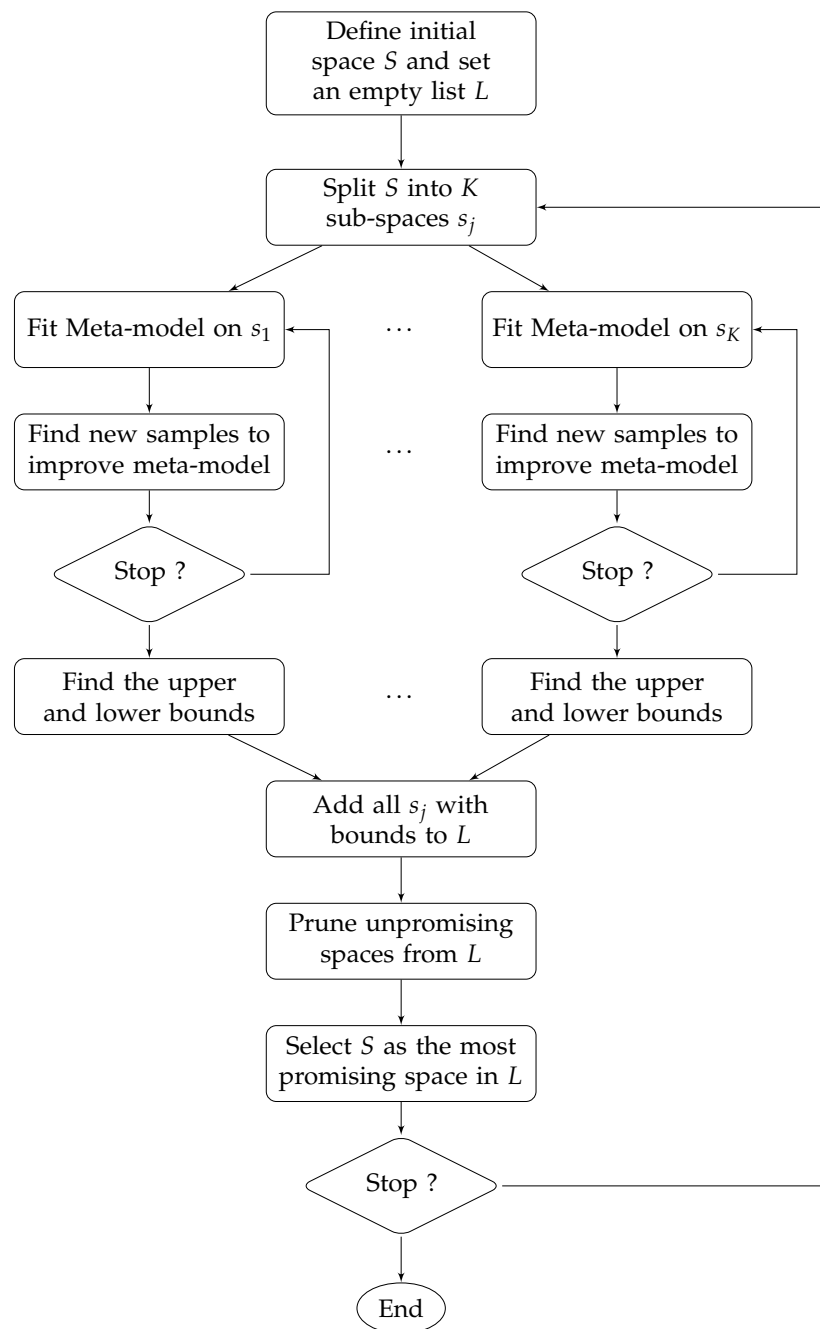 Define initial
space S and set
an empty list L
Split S into K
sub-spaces s_j
Fit Meta-model on s_1
...
Fit Meta-model on s_K
Find new samples to
improve meta-model
...
Find new samples to
improve meta-model
Stop ?
Stop ?
Find the upper
and lower bounds
...
Find the upper
and lower bounds
Add all s_j with
bounds to L
Prune unpromising
spaces from L
Select S as the most
promising space in L
Stop ?
End